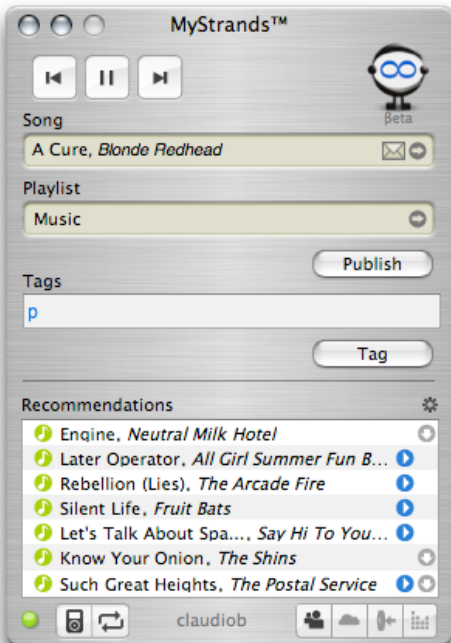 MyStrands™
βeta
Song
A Cure, Blonde Redhead
Playlist
Music
Publish
Tags
p
Tag
Recommendations
Engine, Neutral Milk Hotel
Later Operator, All Girl Summer Fun B...
Rebellion (Lies), The Arcade Fire
Silent Life, Fruit Bats
Let's Talk About Spa..., Say Hi To You...
Know Your Onion, The Shins
Such Great Heights, The Postal Service
claudiob